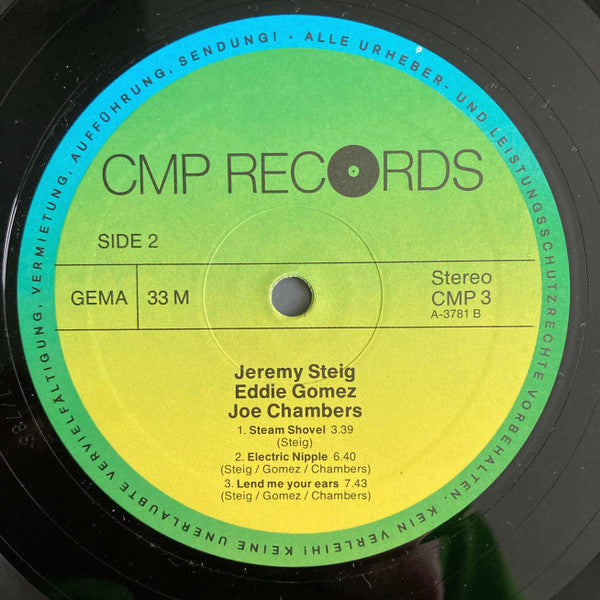 CMP RECORDS
SIDE 2
GEMA 33 M
Stereo
CMP 3
A-3781 B
Jeremy Steig
Eddie Gomez
Joe Chambers
1. Steam Shovel 3.39
(Steig)
2. Electric Nipple 6.40
(Steig / Gomez / Chambers)
3. Lend me your ears 7.43
(Steig / Gomez / Chambers)
ALLE URHEBER- UND LEISTUNGSSCHUTZRECHTE VORBEHALTEN. KEIN VERLEIH! KEINE UNERLAUBTE VERVIELFÄLTIGUNG, VERMIETUNG, AUFFÜHRUNG, SENDUNG! ·